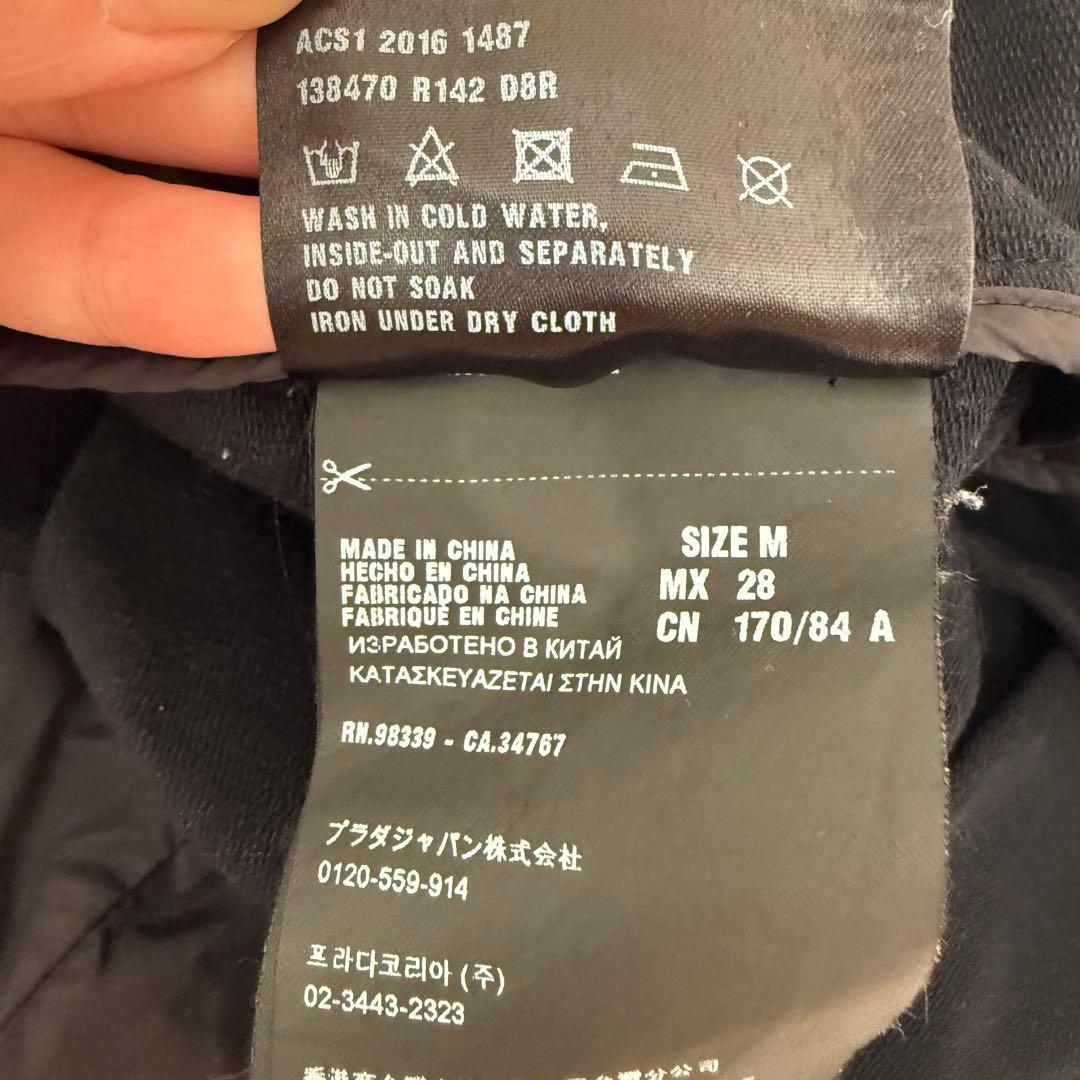 ACS1 2016 1487
138470 R142 D8R
WASH IN COLD WATER,
INSIDE-OUT AND SEPARATELY
DO NOT SOAK
IRON UNDER DRY CLOTH
MADE IN CHINA
HECHO EN CHINA
FABRICADO NA CHINA
FABRIQUÉ EN CHINE
ИЗРАБОТЕНО В КИТАЙ
ΚΑΤΑΣΚΕΥΑΖΕΤΑΙ ΣΤΗΝ ΚΙΝΑ
SIZE M
MX 28
CN 170/84 A
RN.98339 - CA.34767
プラダジャパン株式会社
0120-559-914
프라다코리아 (주)
02-3443-2323